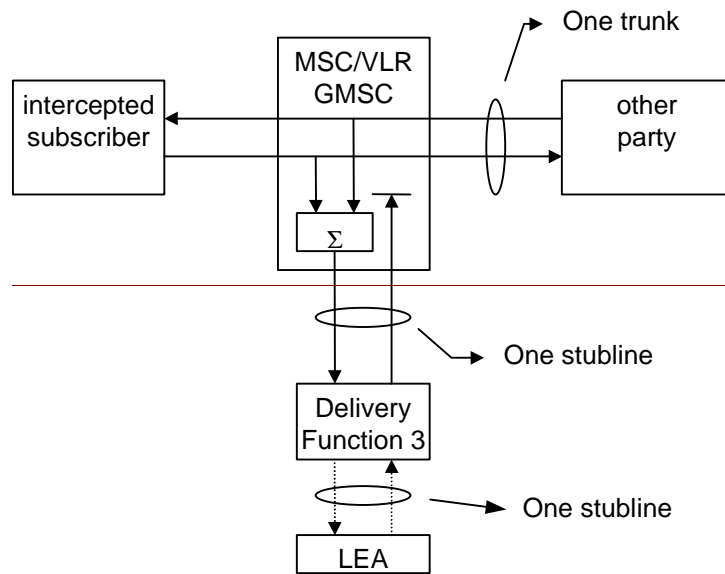 One trunk
MSC/VLR
GMSC
intercepted
subscriber
other
party
Σ
One stubline
Delivery
Function 3
One stubline
LEA